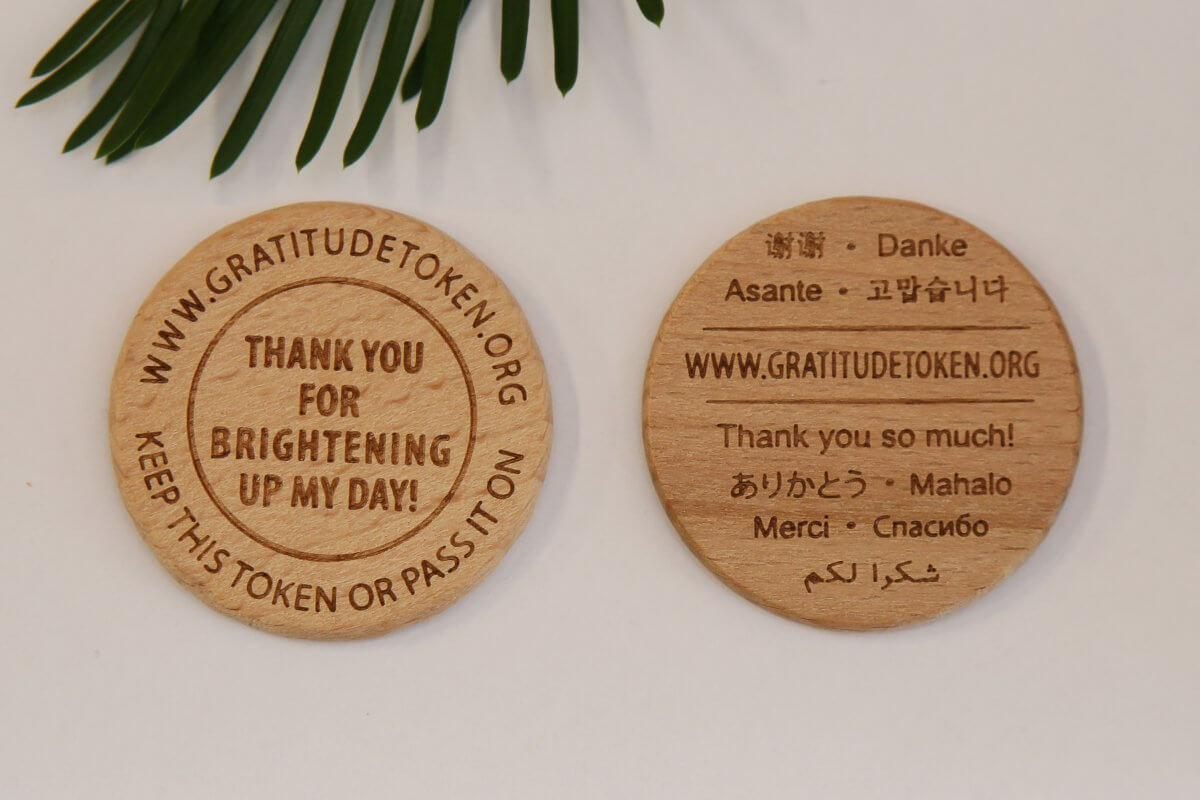 WWW.GRATITUDETOKEN.ORG
THANK YOU
FOR
BRIGHTENING
UP MY DAY!
KEEP THIS TOKEN OR PASS IT ON
谢谢 • Danke
Asante • 고맙습니다
WWW.GRATITUDETOKEN.ORG
Thank you so much!
ありかとう • Mahalo
Merci • Спасибо
شكرا لكم